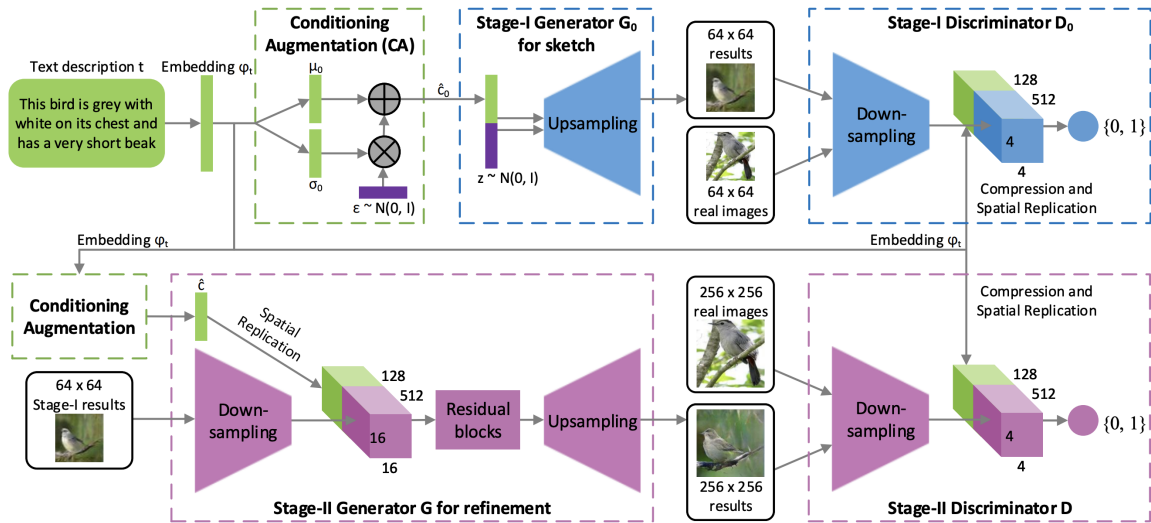 Text description t
This bird is grey with
white on its chest and
has a very short beak
Embedding φt
Conditioning
Augmentation (CA)
μ0
σ0
ε ~ N(0, I)
ĉ0
Stage-I Generator G0
for sketch
z ~ N(0, I)
Upsampling
64 x 64
results
64 x 64
real images
Stage-I Discriminator D0
Down-
sampling
128
512
4
4
{0, 1}
Compression and
Spatial Replication
Embedding φt
Embedding φt
Conditioning
Augmentation
64 x 64
Stage-I results
ĉ
Spatial
Replication
Down-
sampling
128
512
16
16
Residual
blocks
Upsampling
Stage-II Generator G for refinement
256 x 256
real images
256 x 256
results
Compression and
Spatial Replication
Down-
sampling
128
512
4
4
{0, 1}
Stage-II Discriminator D